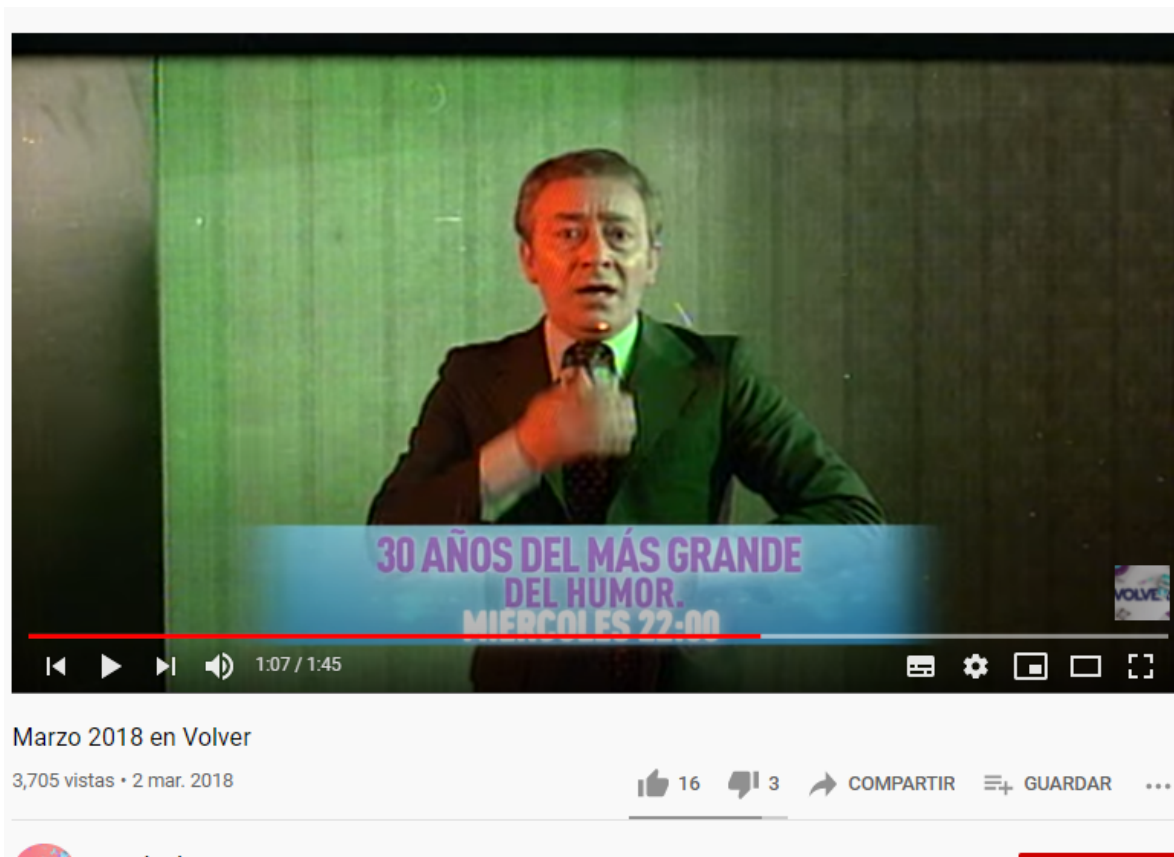 30 AÑOS DEL MÁS GRANDE
DEL HUMOR.
MIÉRCOLES 22:00
VOLVER
1:07 / 1:45
Marzo 2018 en Volver
3,705 vistas • 2 mar. 2018
16 3 COMPARTIR GUARDAR